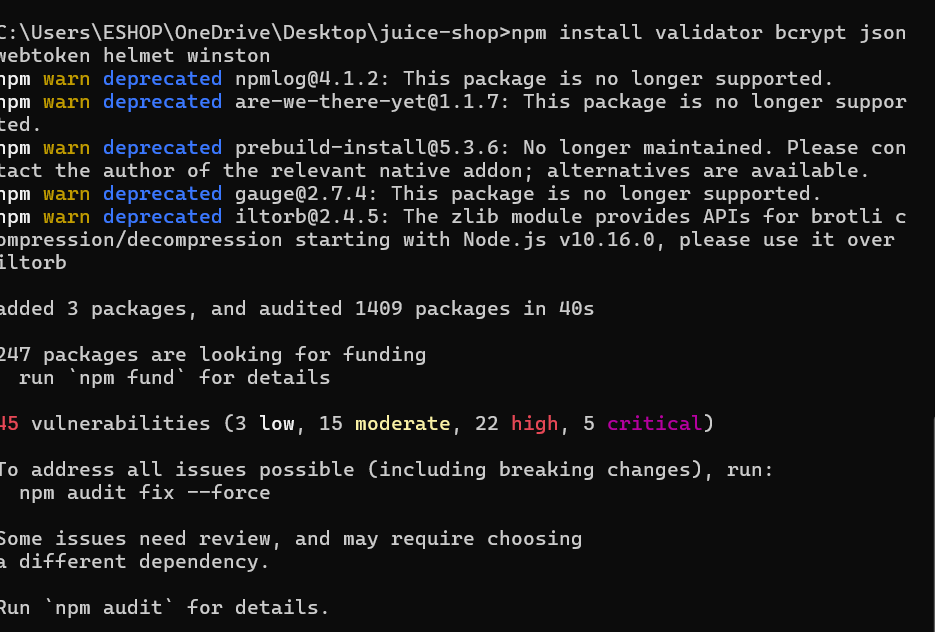 C:\Users\ESHOP\OneDrive\Desktop\juice-shop>npm install validator bcrypt json
webtoken helmet winston
npm warn deprecated npmlog@4.1.2: This package is no longer supported.
npm warn deprecated are-we-there-yet@1.1.7: This package is no longer suppor
ted.
npm warn deprecated prebuild-install@5.3.6: No longer maintained. Please con
tact the author of the relevant native addon; alternatives are available.
npm warn deprecated gauge@2.7.4: This package is no longer supported.
npm warn deprecated iltorb@2.4.5: The zlib module provides APIs for brotli c
ompression/decompression starting with Node.js v10.16.0, please use it over
iltorb
added 3 packages, and audited 1409 packages in 40s
247 packages are looking for funding
run `npm fund` for details
45 vulnerabilities (3 low, 15 moderate, 22 high, 5 critical)
To address all issues possible (including breaking changes), run:
npm audit fix --force
Some issues need review, and may require choosing
a different dependency.
Run `npm audit` for details.